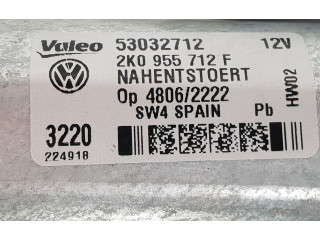 Valeo 53032712 12V
2K0 955 712 F
NAHENTSTOERT
Op 4806/2222
SW4 SPAIN Pb
HW02
3220
224918